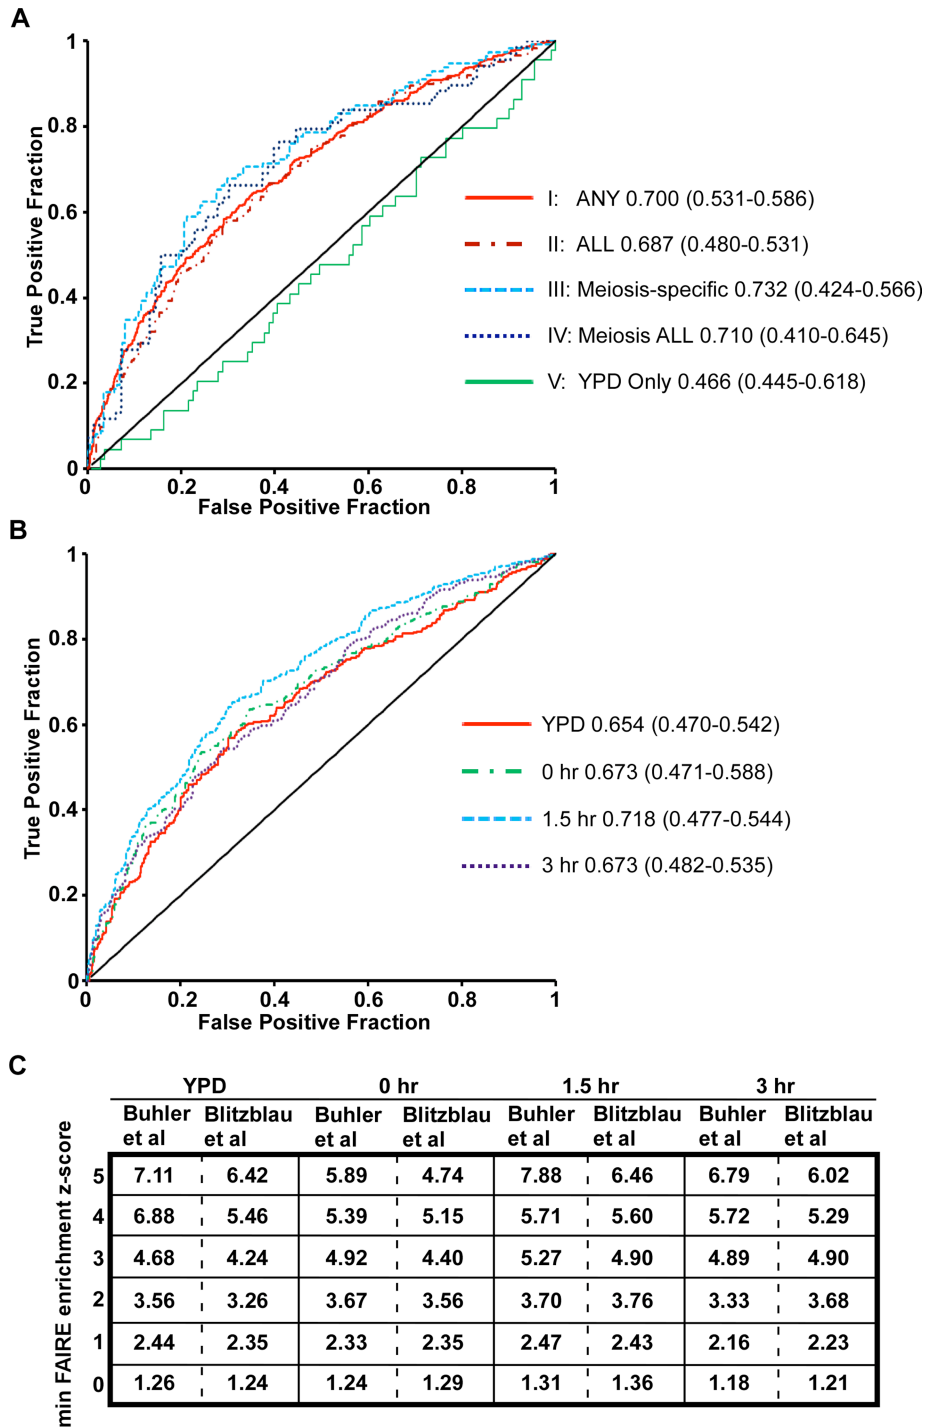 A
1
0.8
0.6
0.4
0.2
0
True Positive Fraction
0 0.2 0.4 0.6 0.8 1
False Positive Fraction
I: ANY 0.700 (0.531-0.586)
II: ALL 0.687 (0.480-0.531)
III: Meiosis-specific 0.732 (0.424-0.566)
IV: Meiosis ALL 0.710 (0.410-0.645)
V: YPD Only 0.466 (0.445-0.618)
B
1
0.8
0.6
0.4
0.2
0
True Positive Fraction
0 0.2 0.4 0.6 0.8 1
False Positive Fraction
YPD 0.654 (0.470-0.542)
0 hr 0.673 (0.471-0.588)
1.5 hr 0.718 (0.477-0.544)
3 hr 0.673 (0.482-0.535)
C
YPD 0 hr 1.5 hr 3 hr
Buhler Blitzblau Buhler Blitzblau Buhler Blitzblau Buhler Blitzblau
et al et al et al et al et al et al et al et al
min FAIRE enrichment z-score
5 7.11 6.42 5.89 4.74 7.88 6.46 6.79 6.02
4 6.88 5.46 5.39 5.15 5.71 5.60 5.72 5.29
3 4.68 4.24 4.92 4.40 5.27 4.90 4.89 4.90
2 3.56 3.26 3.67 3.56 3.70 3.76 3.33 3.68
1 2.44 2.35 2.33 2.35 2.47 2.43 2.16 2.23
0 1.26 1.24 1.24 1.29 1.31 1.36 1.18 1.21